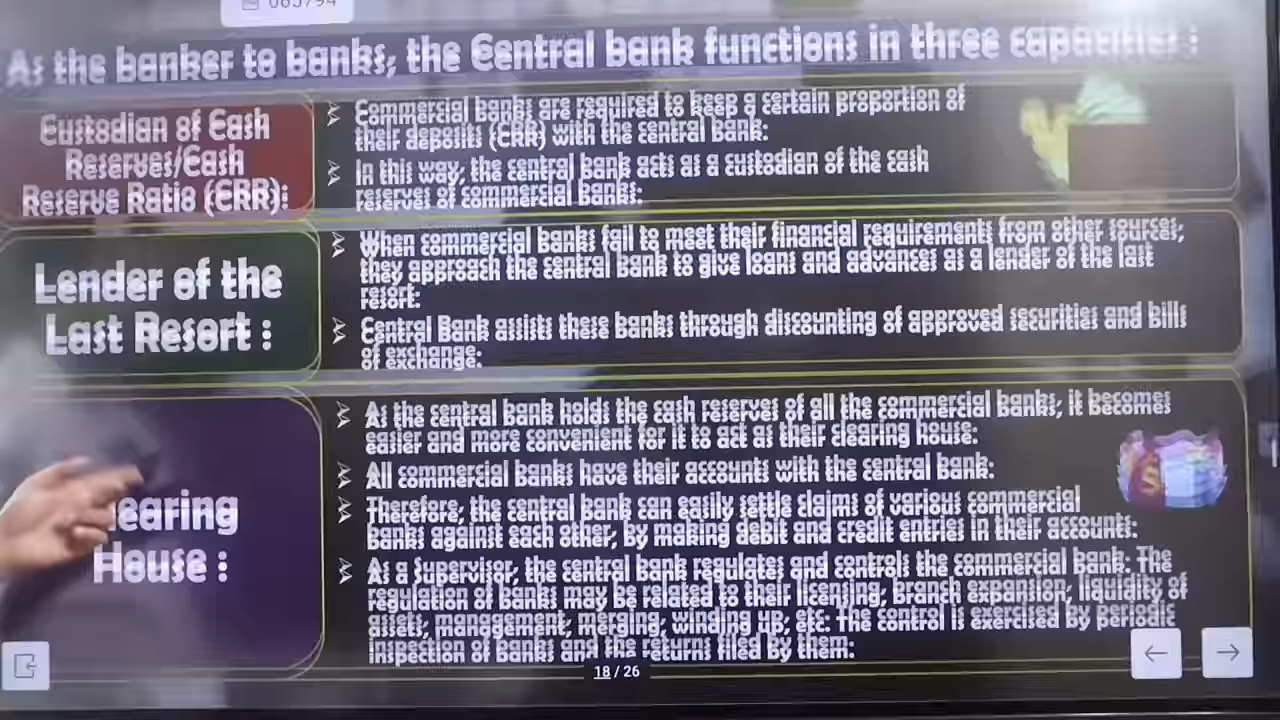 063794
As the banker to banks, the Central bank functions in three capacities :
Custodian of Cash
Reserves/Cash
Reserve Ratio (CRR):
➢ Commercial banks are required to keep a certain proportion of
their deposits (CRR) with the central bank.
➢ In this way, the central bank acts as a custodian of the cash
reserves of commercial banks.
Lender of the
Last Resort :
➢ When commercial banks fail to meet their financial requirements from other sources,
they approach the central bank to give loans and advances as a lender of the last
resort.
➢ Central Bank assists these banks through discounting of approved securities and bills
of exchange.
earing
House :
➢ As the central bank holds the cash reserves of all the commercial banks, it becomes
easier and more convenient for it to act as their clearing house.
➢ All commercial banks have their accounts with the central bank.
➢ Therefore, the central bank can easily settle claims of various commercial
banks against each other, by making debit and credit entries in their accounts.
➢ As a Supervisor, the central bank regulates and controls the commercial bank. The
regulation of banks may be related to their licensing, branch expansion, liquidity of
assets, management, merging, winding up, etc. The control is exercised by periodic
inspection of banks and the returns filed by them.
18 / 26